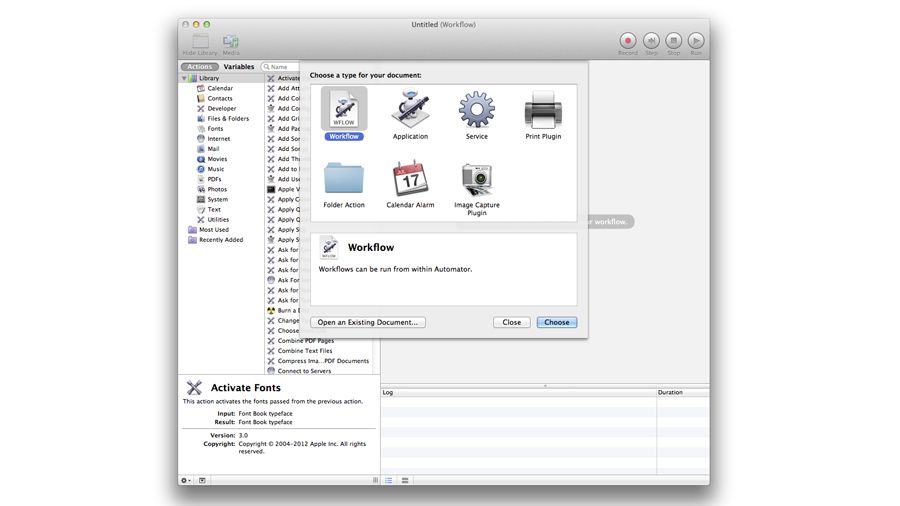 Untitled (Workflow)
Hide Library
Media
Record
Step
Stop
Run
Actions
Variables
Name
Library
Calendar
Contacts
Developer
Files & Folders
Fonts
Internet
Mail
Movies
Music
PDFs
Photos
System
Text
Utilities
Most Used
Recently Added
Activate
Add Att
Add Col
Add Co
Add Gri
Add Pac
Add Son
Add Son
Add Thi
Add to
Add Use
Apple V
Apply C
Apply Q
Apply Q
Apply S
Apply S
Ask for
Ask for
Ask for
Ask For
Ask for
Ask for
Burn a D
Change
Choose
Combine PDF Pages
Combine Text Files
Compress Ima...PDF Documents
Connect to Servers
Choose a type for your document:
WFLOW
Workflow
Application
Service
Print Plugin
Folder Action
17
Calendar Alarm
Image Capture
Plugin
r workflow.
WFLOW
Workflow
Workflows can be run from within Automator.
Open an Existing Document...
Close
Choose
Activate Fonts
This action activates the fonts passed from the previous action.
Input: Font Book typeface
Result: Font Book typeface
Version: 3.0
Copyright: Copyright © 2004-2012 Apple Inc. All rights
reserved.
Log
Duration